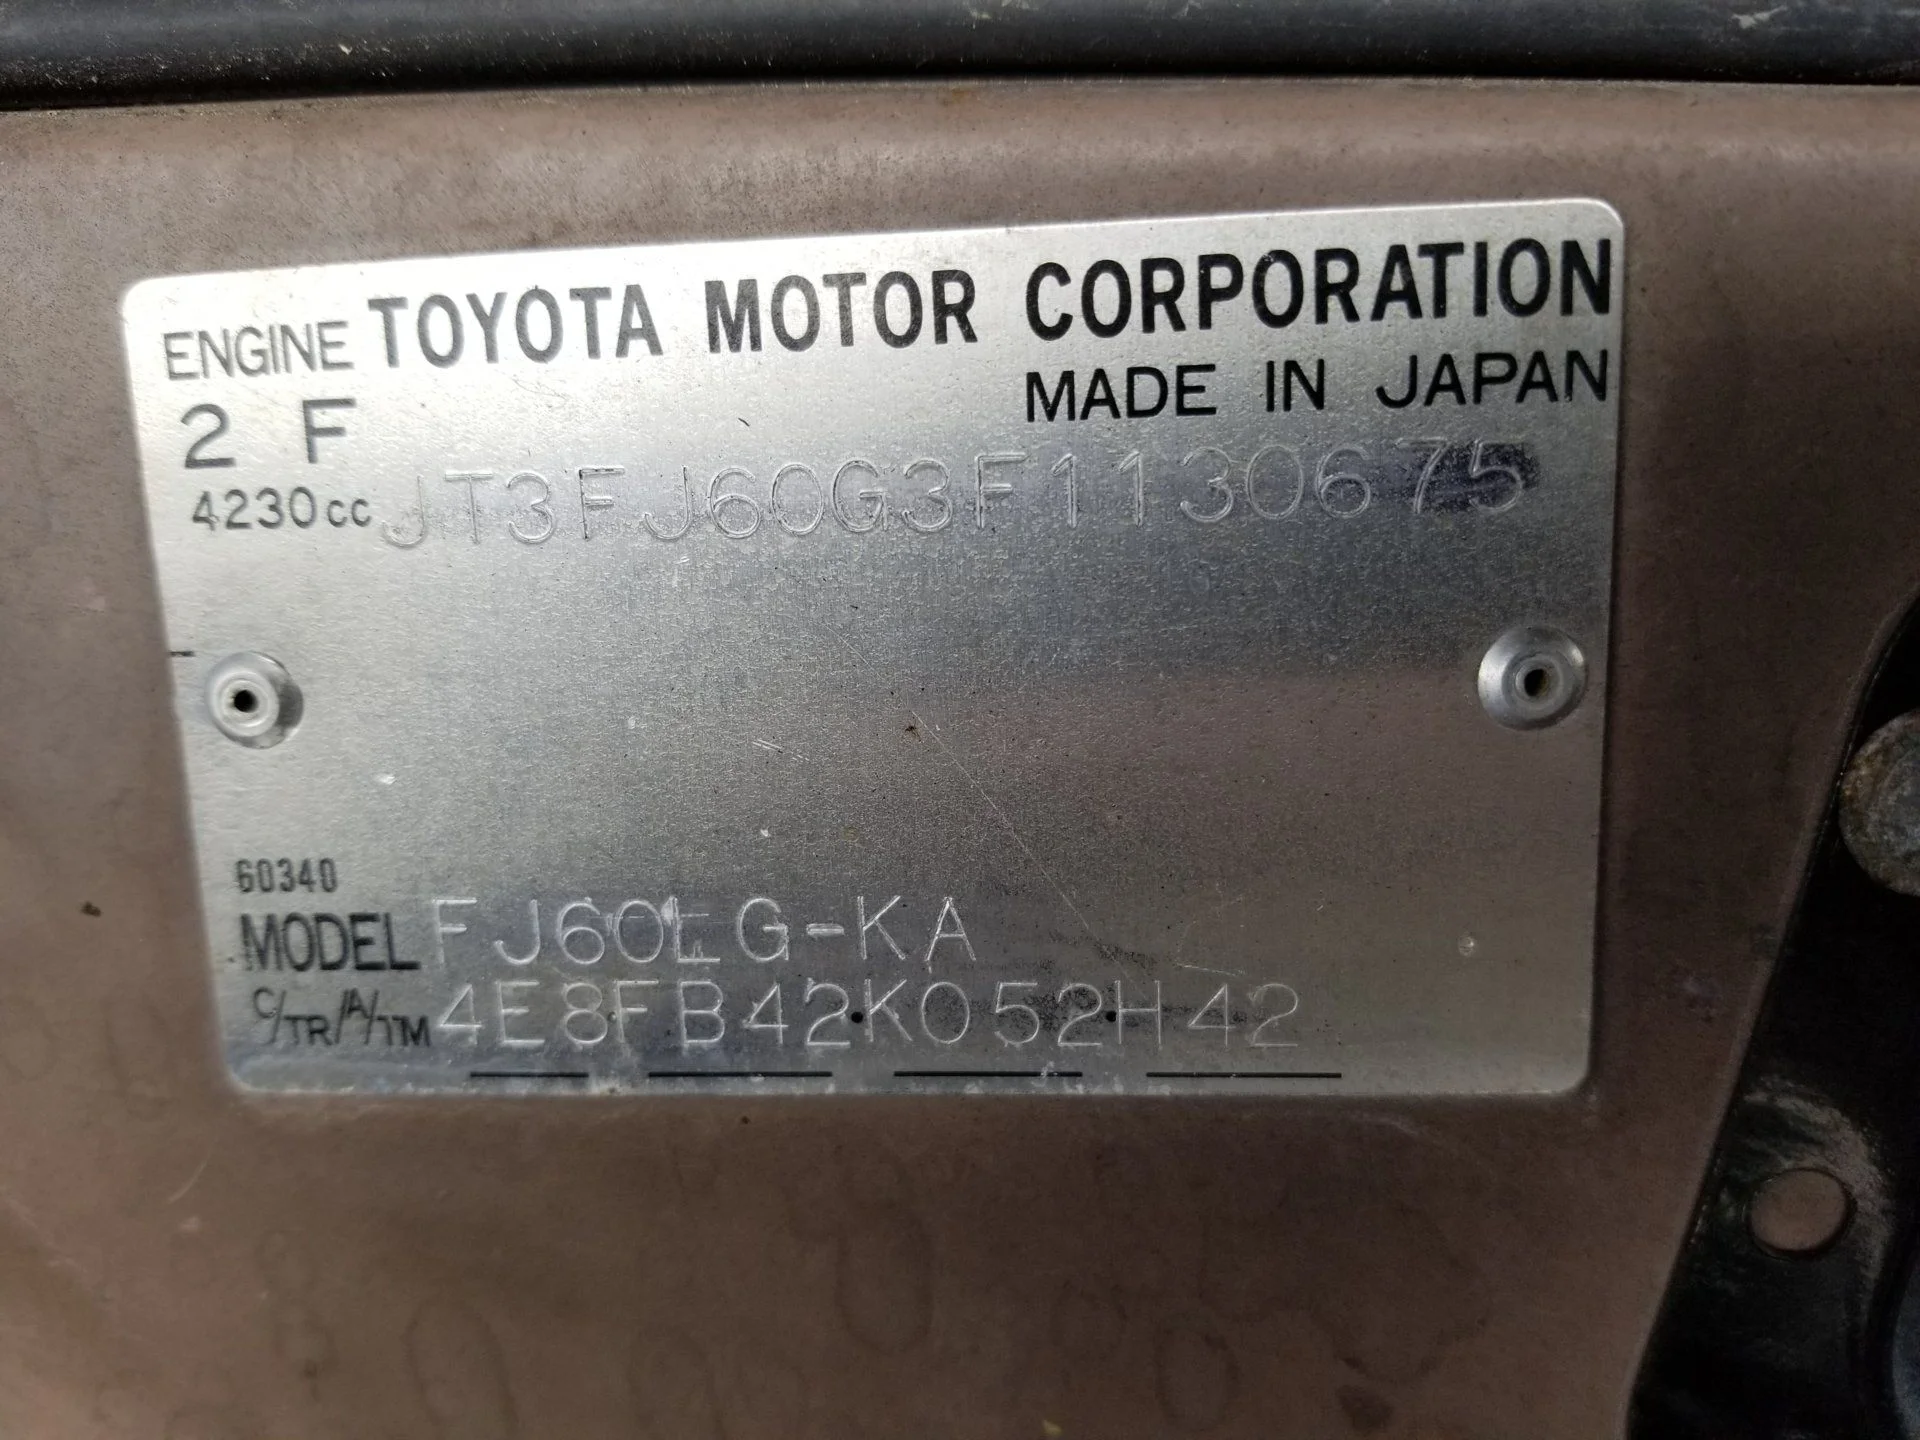 ENGINE TOYOTA MOTOR CORPORATION
MADE IN JAPAN
2 F
4230cc JT3FJ60G3F1130675
60340
MODEL FJ60LG-KA
C/TR/A/TM 4E8FB42K052H42